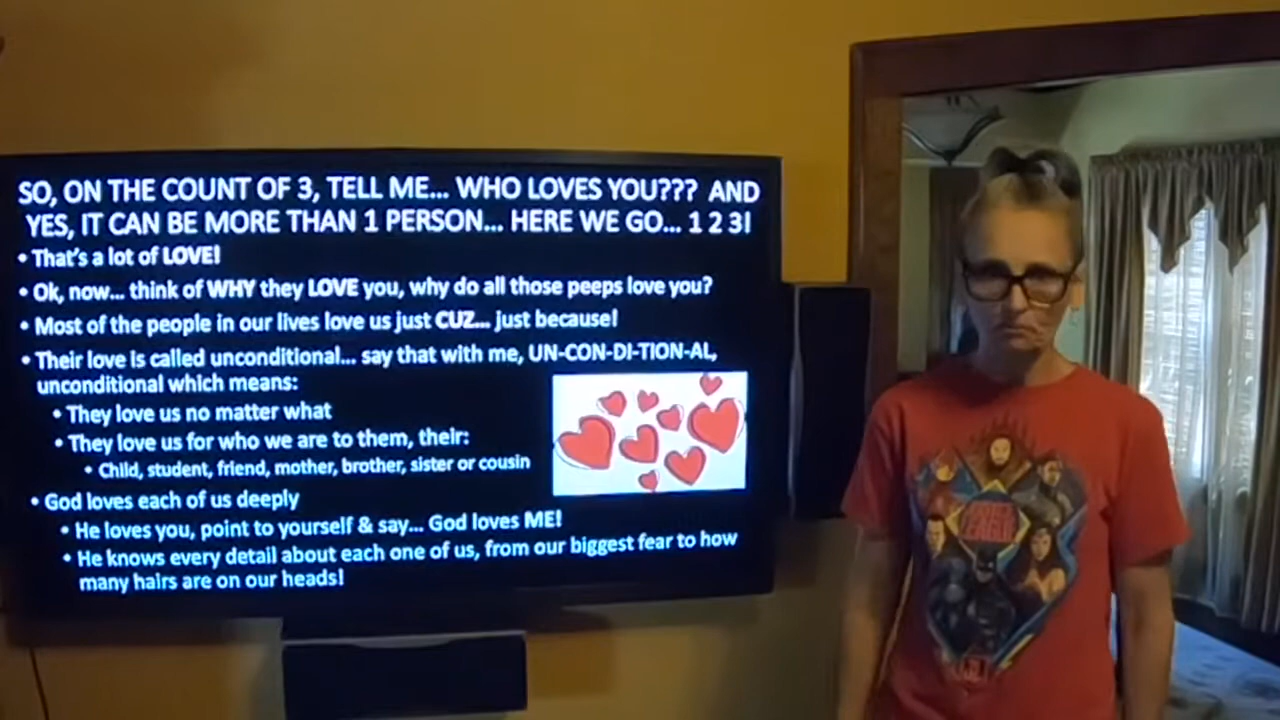 SO, ON THE COUNT OF 3, TELL ME... WHO LOVES YOU??? AND
YES, IT CAN BE MORE THAN 1 PERSON... HERE WE GO... 1 2 3!
• That's a lot of LOVE!
• Ok, now... think of WHY they LOVE you, why do all those peeps love you?
• Most of the people in our lives love us just CUZ... just because!
• Their love is called unconditional... say that with me, UN-CON-DI-TION-AL,
unconditional which means:
• They love us no matter what
• They love us for who we are to them, their:
• Child, student, friend, mother, brother, sister or cousin
• God loves each of us deeply
• He loves you, point to yourself & say... God loves ME!
• He knows every detail about each one of us, from our biggest fear to how
many hairs are on our heads!
LEAGUE